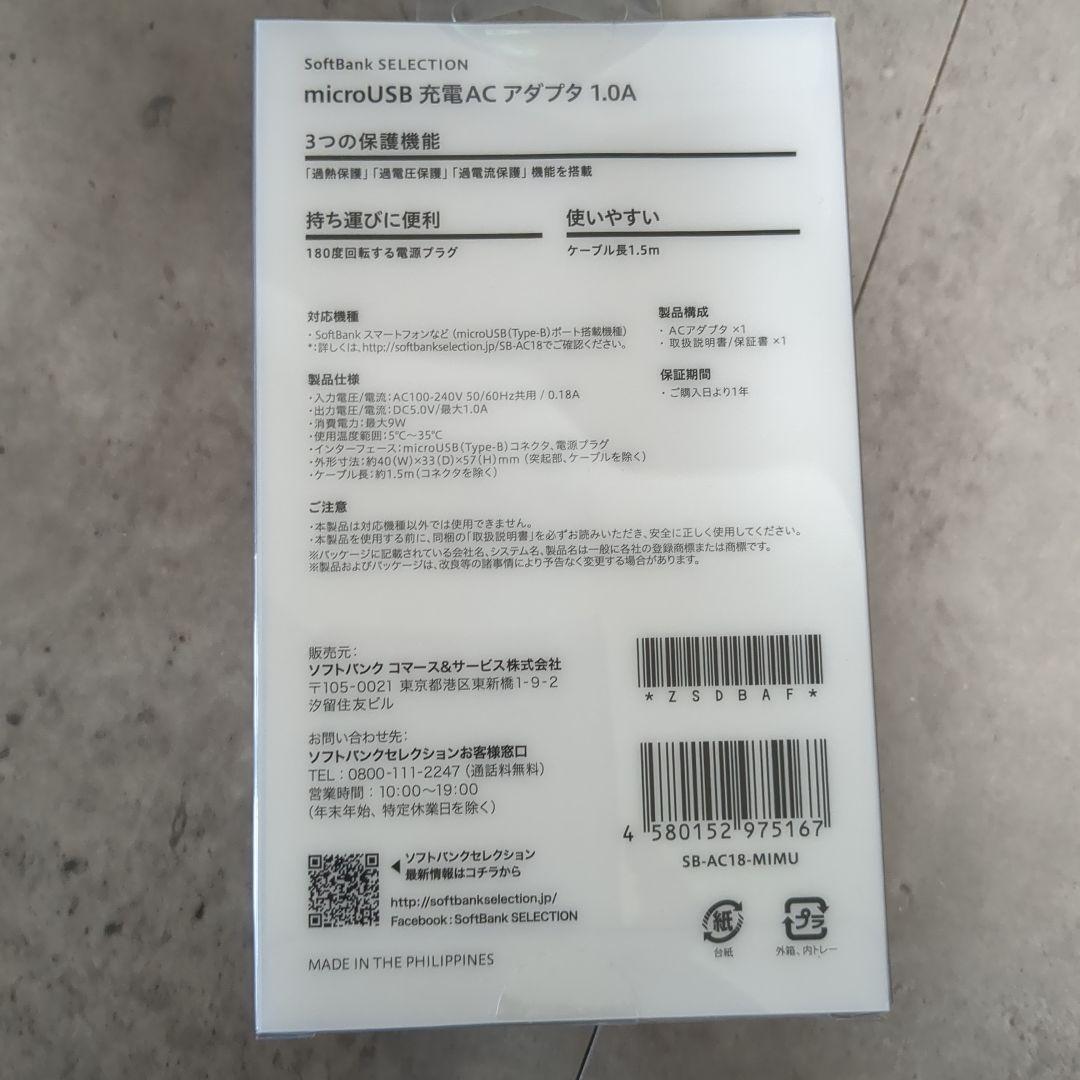 SoftBank SELECTION
microUSB 充電AC アダプタ 1.0A
3つの保護機能
「過熱保護」「過電圧保護」「過電流保護」機能を搭載
持ち運びに便利
180度回転する電源プラグ
使いやすい
ケーブル長1.5m
対応機種
・SoftBank スマートフォンなど (microUSB(Type-B)ポート搭載機種)
*:詳しくは、http://softbankselection.jp/SB-AC18でご確認ください。
製品構成
・ACアダプタ ×1
・取扱説明書/保証書 ×1
保証期間
・ご購入日より1年
製品仕様
・入力電圧/電流:AC100-240V 50/60Hz共用 / 0.18A
・出力電圧/電流:DC5.0V/最大1.0A
・消費電力:最大9W
・使用温度範囲:5℃～35℃
・インターフェース:microUSB(Type-B)コネクタ、電源プラグ
・外形寸法:約40(W)×33(D)×57(H)mm (突起部、ケーブルを除く)
・ケーブル長:約1.5m(コネクタを除く)
ご注意
・本製品は対応機種以外では使用できません。
・本製品を使用する前に、同梱の「取扱説明書」を必ずお読みいただき、安全に正しく使用してください。
※パッケージに記載されている会社名、システム名、製品名は一般に各社の登録商標または商標です。
※製品およびパッケージは、改良等の諸事情により予告なく変更する場合があります。
販売元:
ソフトバンク コマース&サービス株式会社
〒105-0021 東京都港区東新橋1-9-2
汐留住友ビル
お問い合わせ先:
ソフトバンクセレクションお客様窓口
TEL:0800-111-2247(通話料無料)
営業時間:10:00～19:00
(年末年始、特定休業日を除く)
ソフトバンクセレクション
最新情報はコチラから
http://softbankselection.jp/
Facebook:SoftBank SELECTION
MADE IN THE PHILIPPINES
*ZSDBAF*
4 580152 975167
SB-AC18-MIMU
紙
台紙
プラ
外箱、内トレー